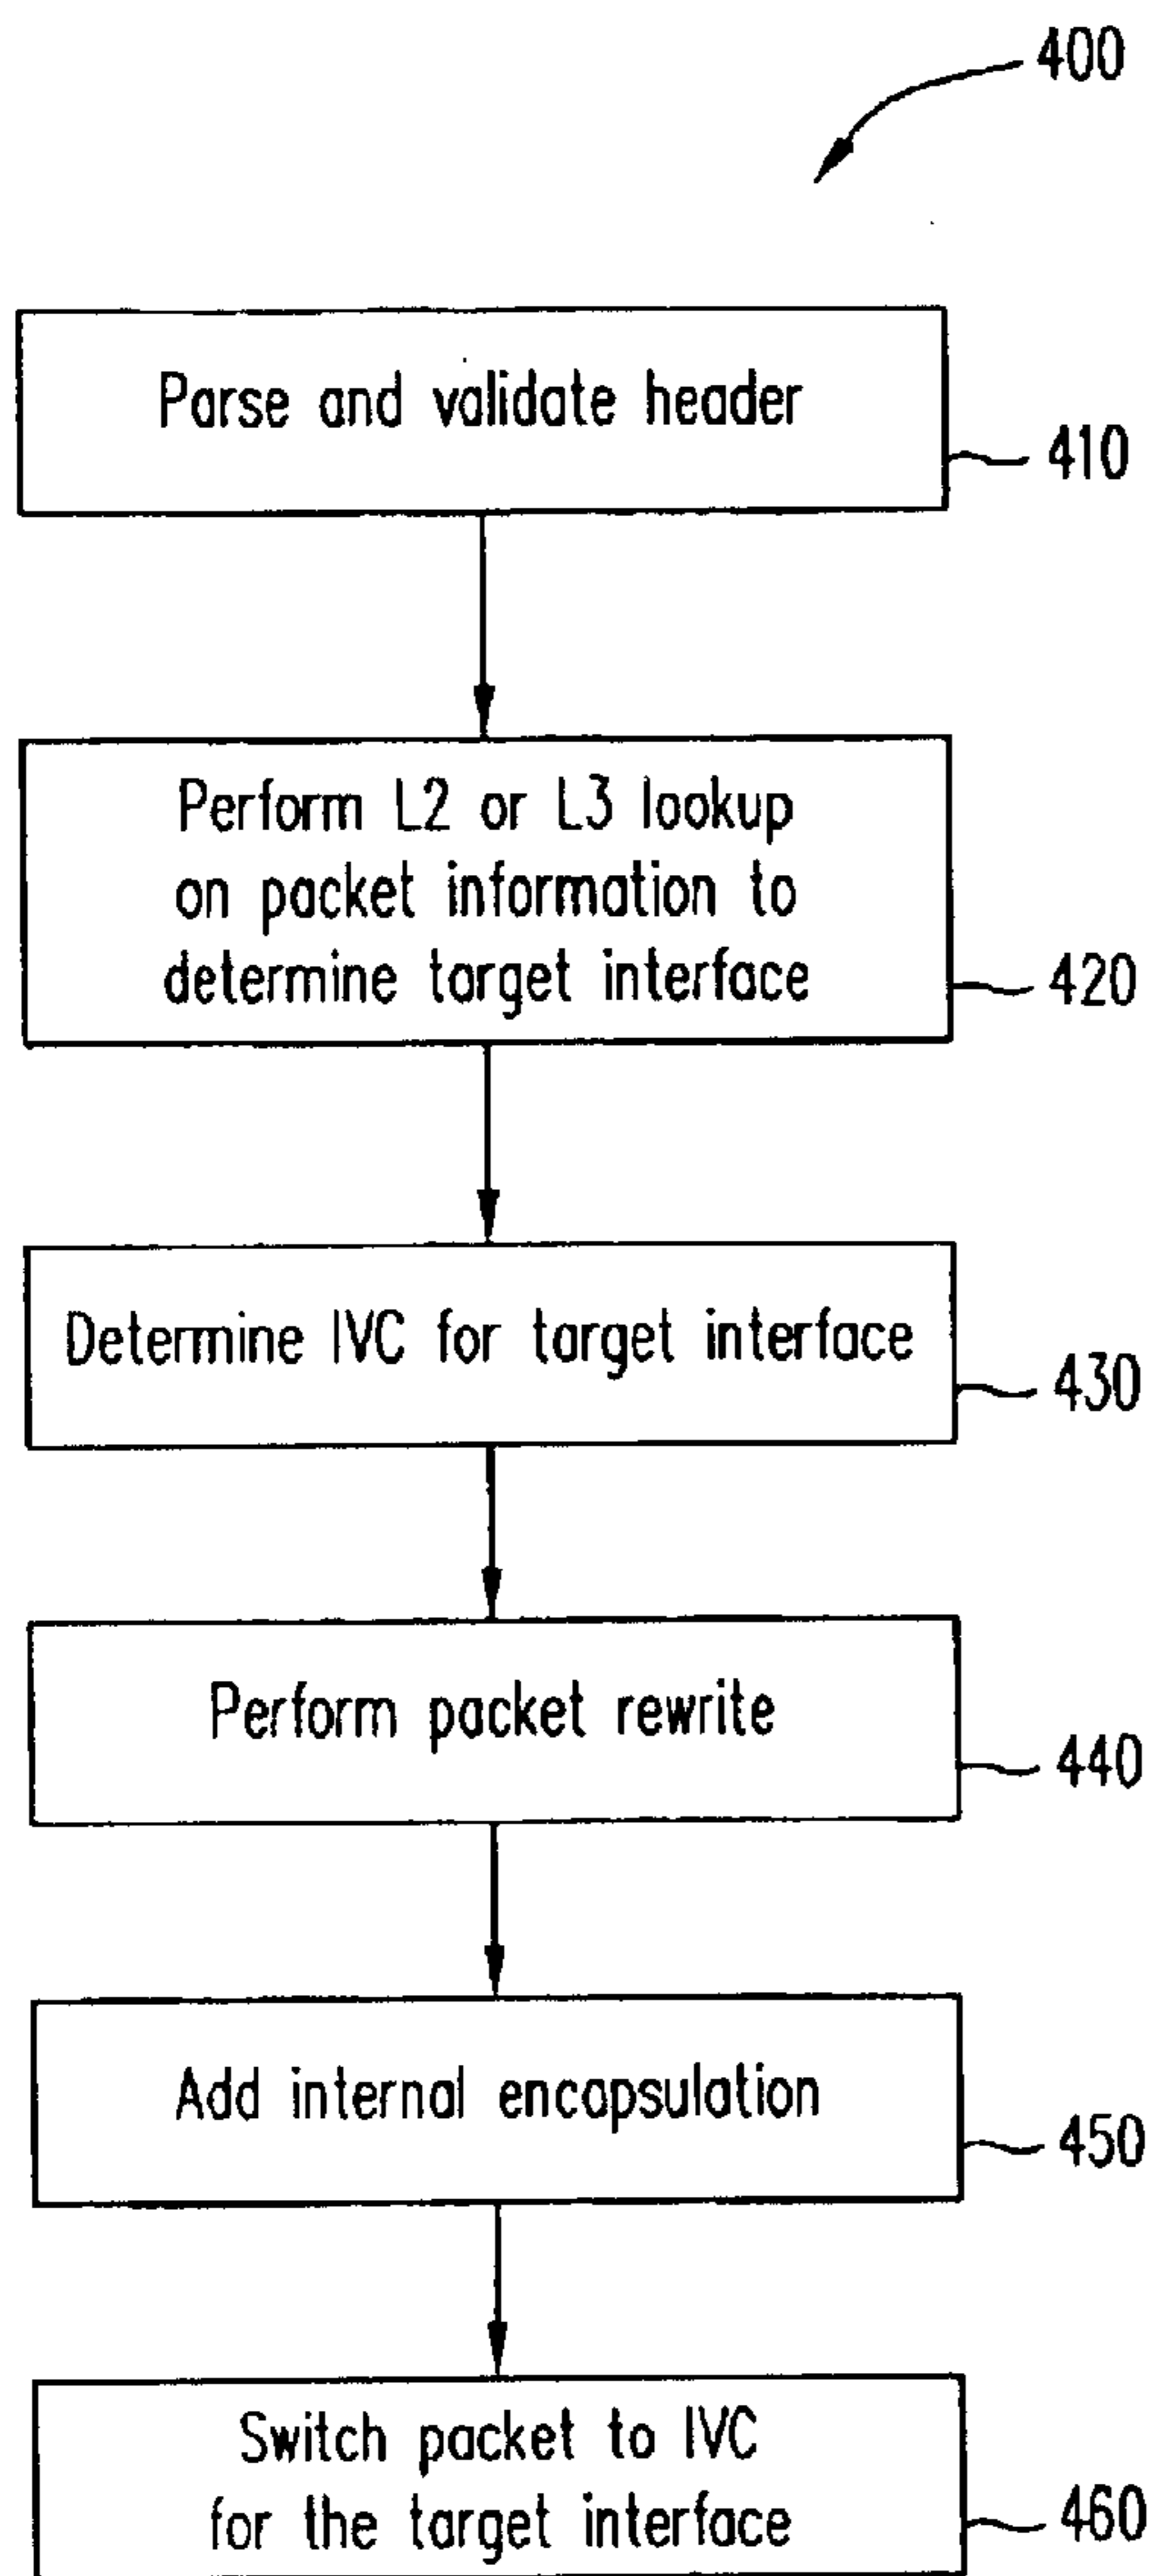 400
Parse and validate header
410
Perform L2 or L3 lookup
on packet information to
determine target interface
420
Determine IVC for target interface
430
Perform packet rewrite
440
Add internal encapsulation
450
Switch packet to IVC
for the target interface
460